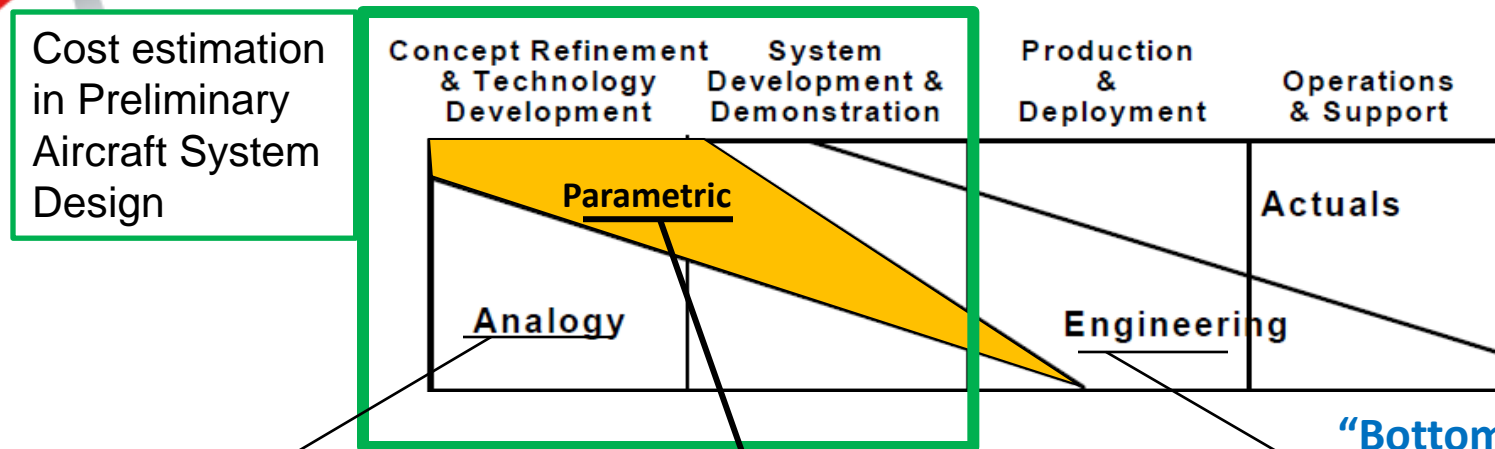 Cost estimation
in Preliminary
Aircraft System
Design
Concept Refinement
& Technology
Development
System
Development &
Demonstration
Production
&
Deployment
Operations
& Support
Parametric
Actuals
Analogy
Engineering
“Bottom